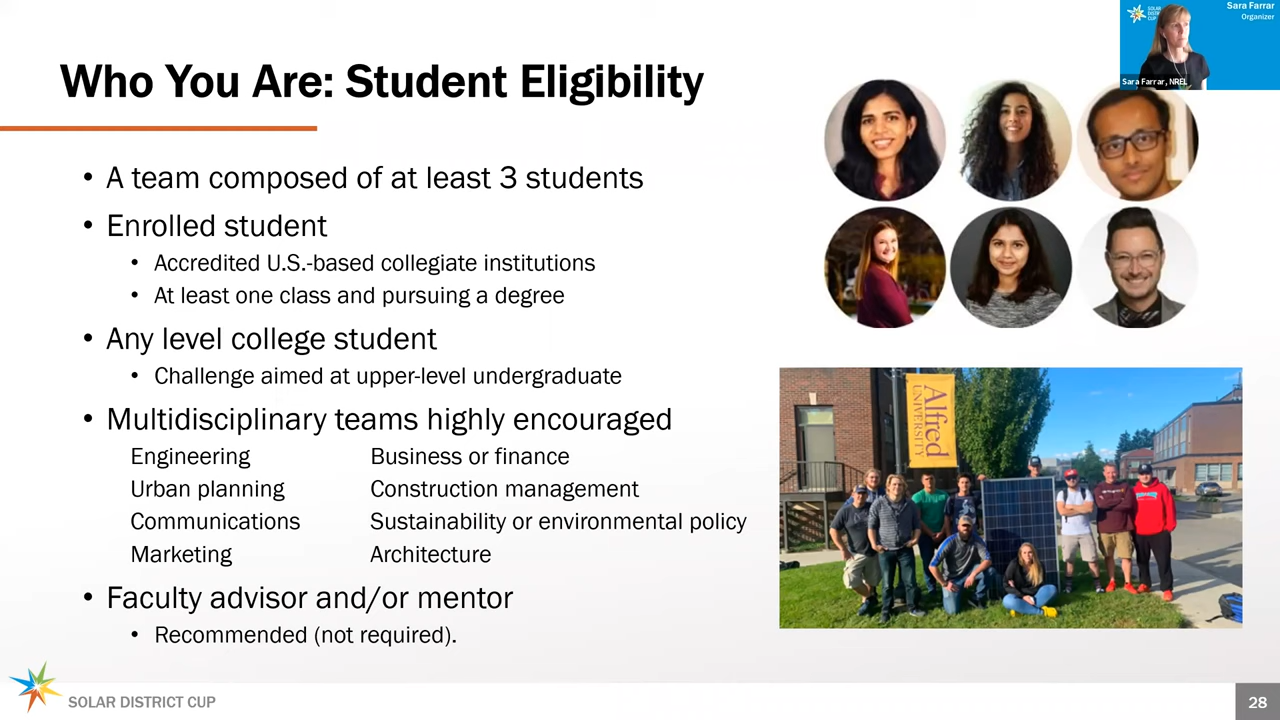 Sara Farrar
Organizer
SOLAR
DISTRICT
CUP
Sara Farrar, NREL
Who You Are: Student Eligibility
• A team composed of at least 3 students
• Enrolled student
• Accredited U.S.-based collegiate institutions
• At least one class and pursuing a degree
• Any level college student
• Challenge aimed at upper-level undergraduate
• Multidisciplinary teams highly encouraged
Engineering Business or finance
Urban planning Construction management
Communications Sustainability or environmental policy
Marketing Architecture
• Faculty advisor and/or mentor
• Recommended (not required).
Alfred
UNIVERSITY
SOLAR DISTRICT CUP
28